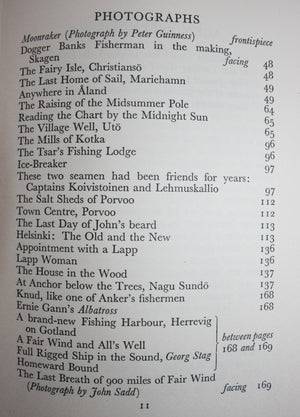 PHOTOGRAPHS
Moonraker (Photograph by Peter Guinness) frontispiece
Dogger Banks Fisherman in the making,
Skagen facing 48
The Fairy Isle, Christiansö 48
The Last Home of Sail, Mariehamn 49
Anywhere in Åland 49
The Raising of the Midsummer Pole 64
Reading the Chart by the Midnight Sun 64
The Village Well, Utö 65
The Mills of Kotka 65
The Tsar's Fishing Lodge 96
Ice-Breaker 96
These two seamen had been friends for years:
Captains Koivistoinen and Lehmuskallio 97
The Salt Sheds of Porvoo 97
Town Centre, Porvoo 112
The Last Day of John's beard 112
Helsinki: The Old and the New 113
Appointment with a Lapp 113
Lapp Woman 136
The House in the Wood 136
At Anchor below the Trees, Nagu Sundö 137
Knud, like one of Anker's fishermen 137
Ernie Gann's Albatross 168
A brand-new Fishing Harbour, Herrevig 168
on Gotland
A Fair Wind and All's Well
Full Rigged Ship in the Sound, Georg Stag
Homeward Bound
between pages
168 and 169
The Last Breath of 900 miles of Fair Wind
(Photograph by John Sadd) facing 169
11